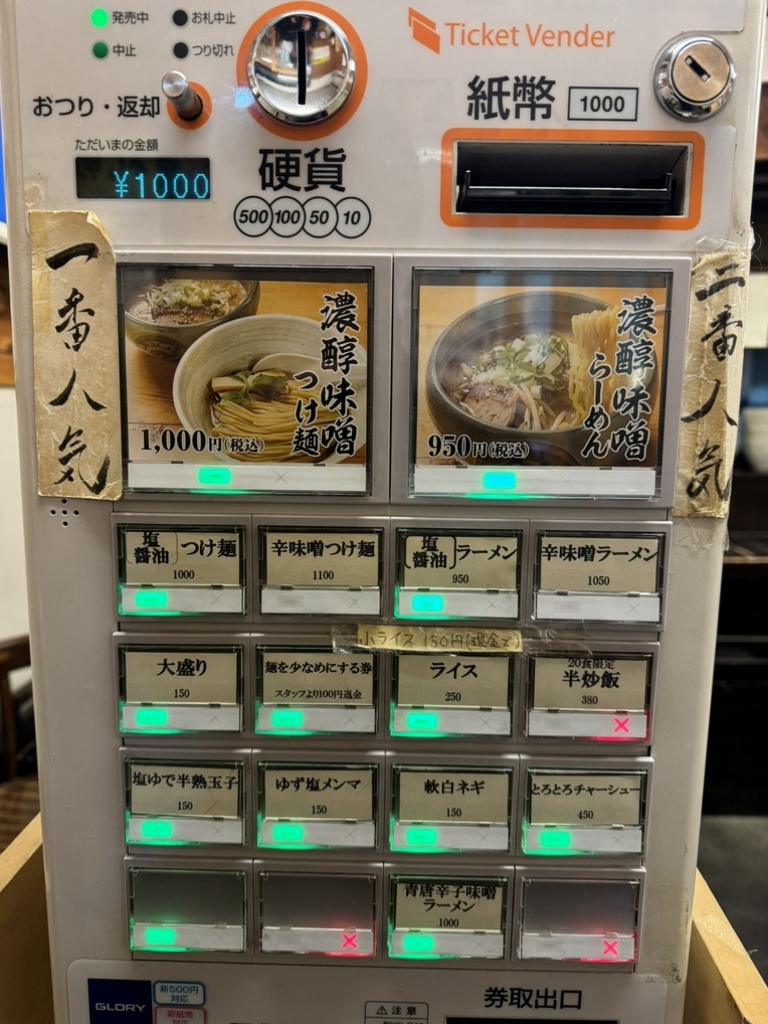 発売中
お札中止
中止
つり切れ
Ticket Vender
おつり・返却
紙幣
1000
ただいまの金額
¥1000
硬貨
500 100 50 10
一番人気
濃醇味噌
つけ麺
1,000円(税込)
濃醇味噌
らーめん
950円(税込)
二番人気
塩
醤油
つけ麺
1000
辛味噌つけ麺
1100
塩
醤油
ラーメン
950
辛味噌ラーメン
1050
小ライス 150円(現金で)
大盛り
150
麺を少なめにする券
スタッフより100円返金
ライス
250
20食限定
半炒飯
380
塩ゆで半熟玉子
150
ゆず塩メンマ
150
軟白ネギ
150
とろとろチャーシュー
450
青唐辛子味噌
ラーメン
1000
GLORY
新500円
対応
新紙幣
対応
注意
券取出口